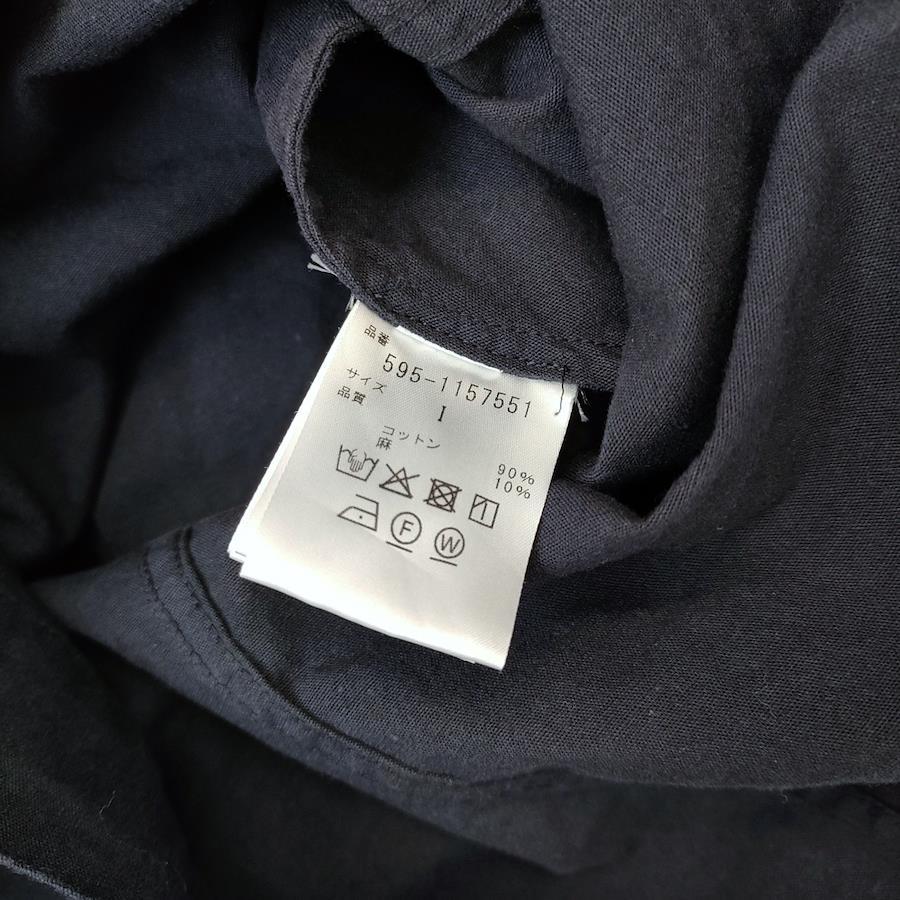 品番
595-1157551
サイズ I
品質
コットン 90%
麻 10%
F W